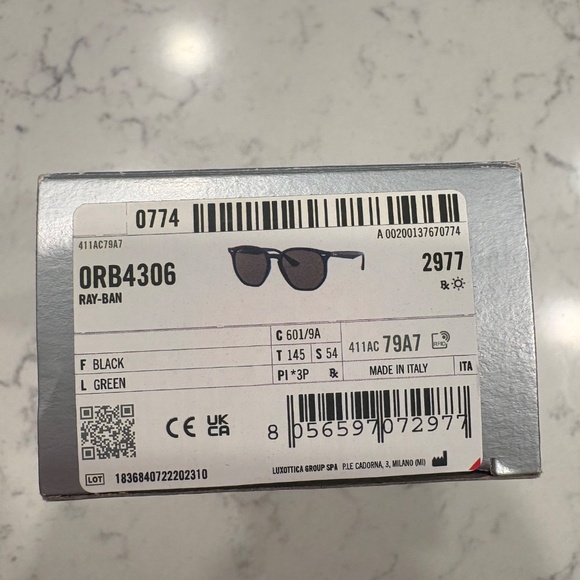 0774
A 00200137670774
411AC79A7
0RB4306
RAY-BAN
2977
C 601/9A
F BLACK
T 145 S 54
411AC 79A7
RFID
L GREEN
PI *3P
MADE IN ITALY ITA
CE UK CA
8 056597 072977
LOT 1836840722202310
LUXOTTICA GROUP SPA P.LE CADORNA, 3, MILANO (MI)